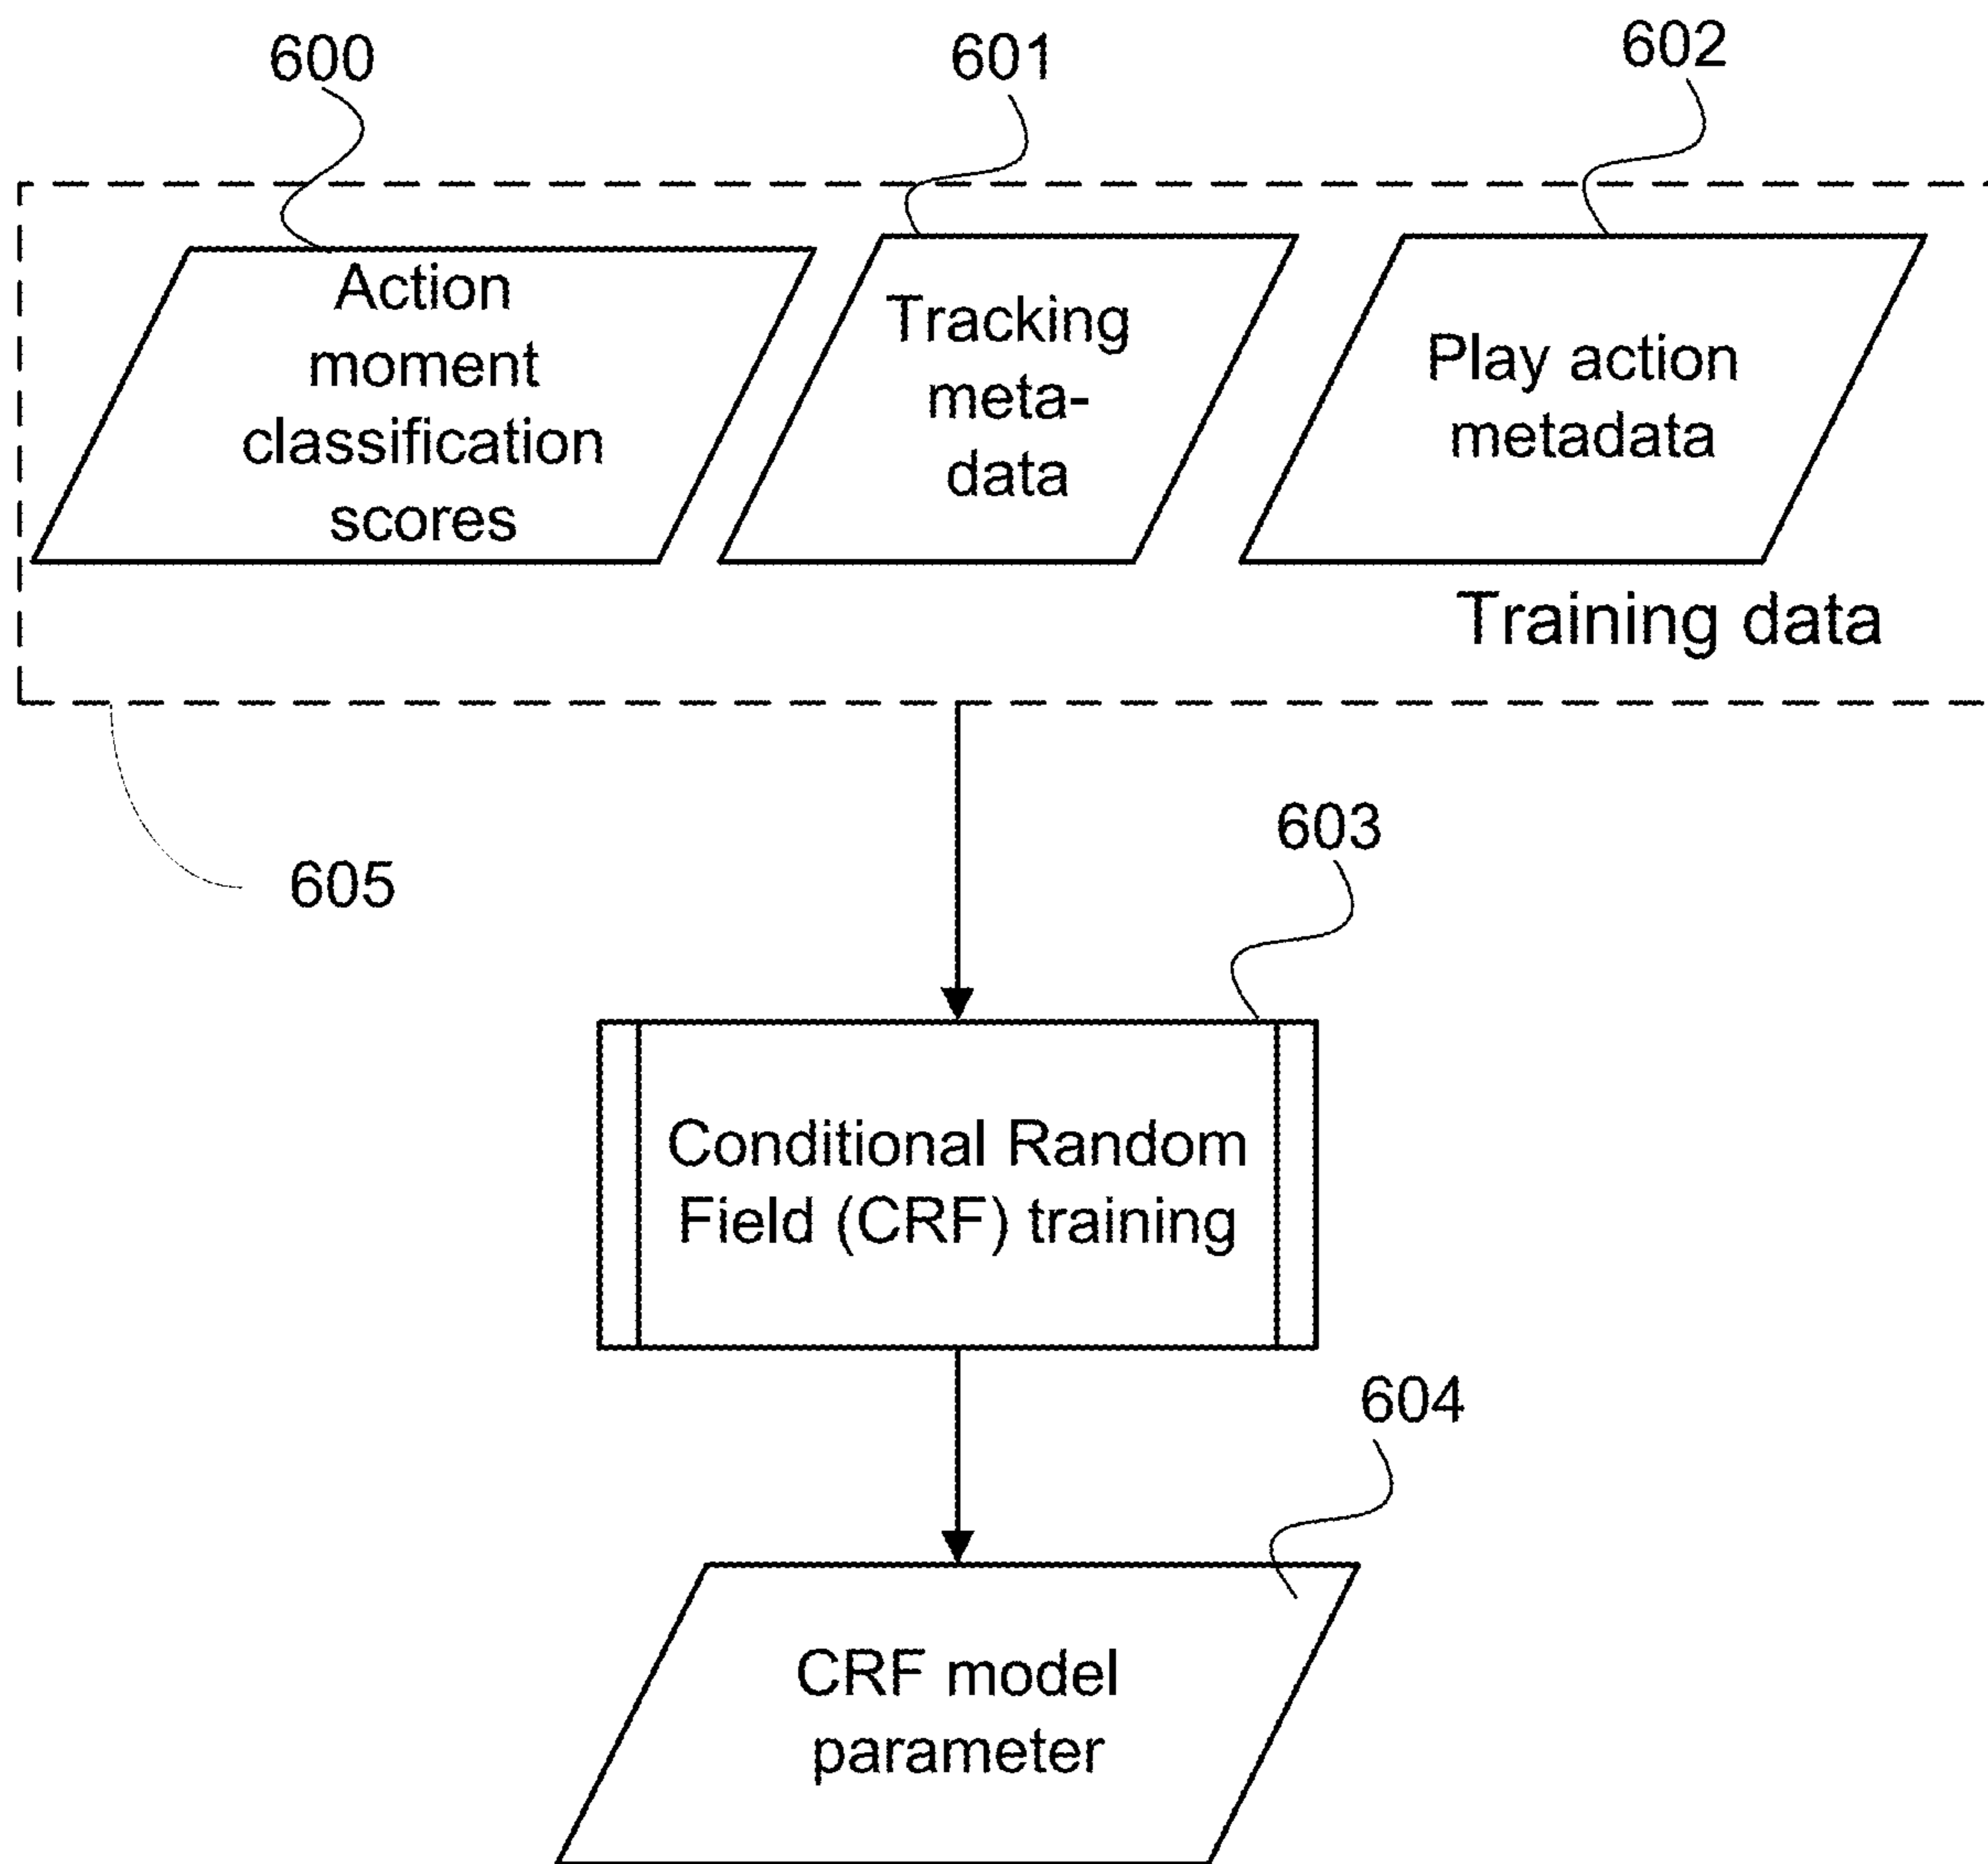 600
601
602
Action
moment
classification
scores
Tracking
meta-
data
Play action
metadata
Training data
605
603
Conditional Random
Field (CRF) training
604
CRF model
parameter